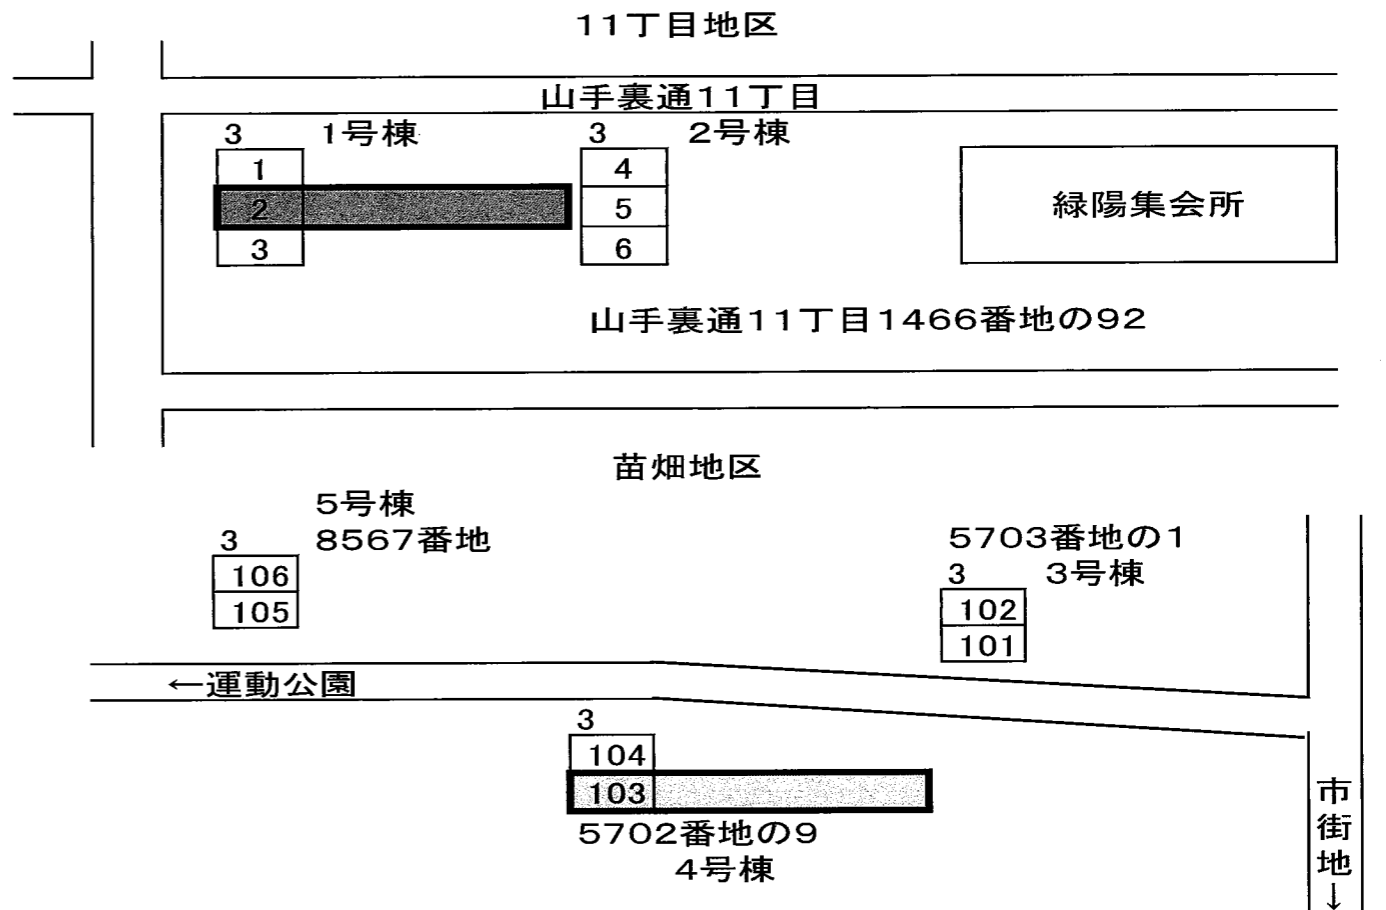 11丁目地区
山手裏通11丁目
3 1号棟
1
2
3
3 2号棟
4
5
6
緑陽集会所
山手裏通11丁目1466番地の92
苗畑地区
5号棟
3 8567番地
106
105
5703番地の1
3 3号棟
102
101
←運動公園
3
104
103
5702番地の9
4号棟
市街地↓